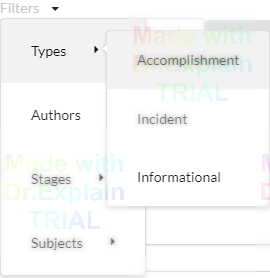 Filters
Types
Authors
Stages
Subjects
Accomplishment
Incident
Informational
Made with
Dr.Explain
TRIAL
Made with
Dr.Explain
TRIAL